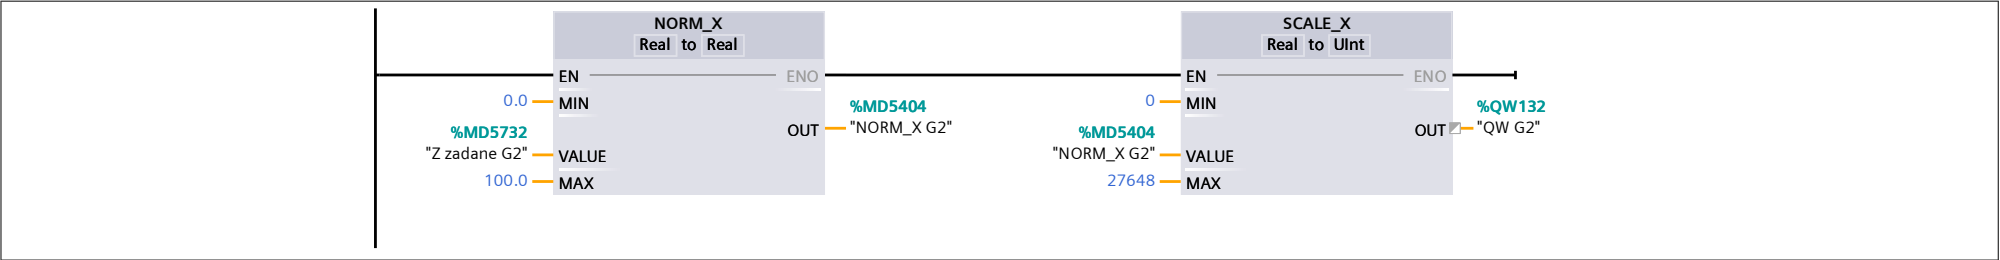 NORM_X
Real to Real
EN
ENO
0.0
MIN
%MD5732
"Z zadane G2"
VALUE
100.0
MAX
OUT
%MD5404
"NORM_X G2"
SCALE_X
Real to UInt
EN
ENO
0
MIN
%MD5404
"NORM_X G2"
VALUE
27648
MAX
OUT
%QW132
"QW G2"